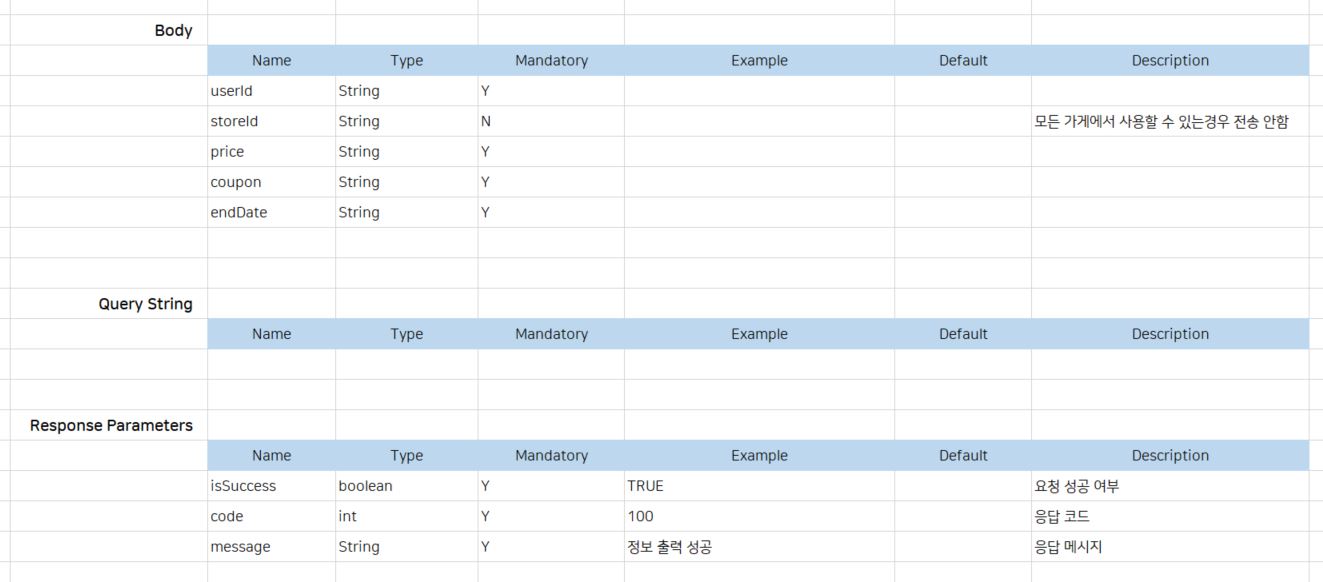 Body
Name Type Mandatory Example Default Description
userId String Y
storeId String N 모든 가게에서 사용할 수 있는경우 전송 안함
price String Y
coupon String Y
endDate String Y
Query String
Name Type Mandatory Example Default Description
Response Parameters
Name Type Mandatory Example Default Description
isSuccess boolean Y TRUE 요청 성공 여부
code int Y 100 응답 코드
message String Y 정보 출력 성공 응답 메시지